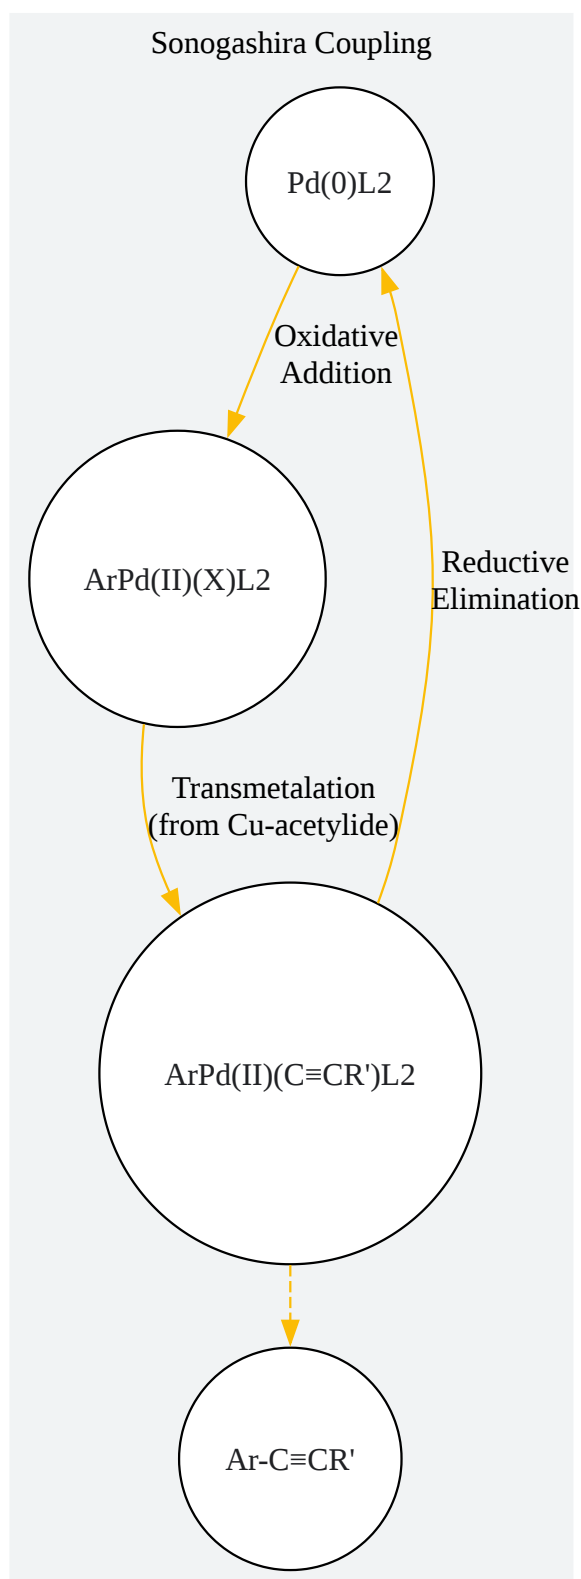 Sonogashira Coupling
Pd(0)L2
Oxidative
Addition
ArPd(II)(X)L2
Reductive
Elimination
Transmetalation
(from Cu-acetylide)
ArPd(II)(C≡CR')L2
Ar-C≡CR'